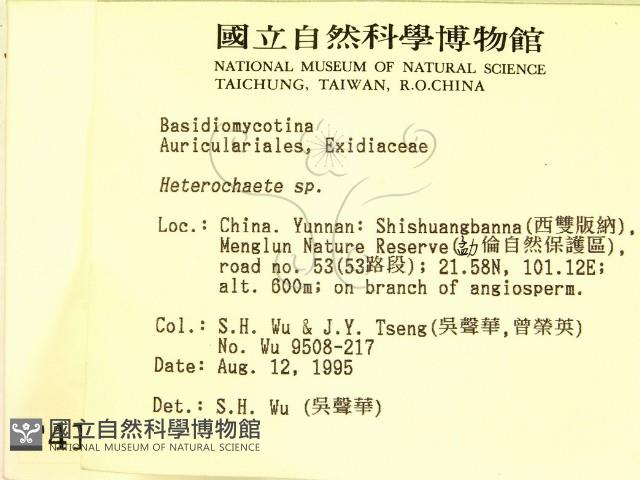 國立自然科學博物館
NATIONAL MUSEUM OF NATURAL SCIENCE
TAICHUNG, TAIWAN, R.O.CHINA
Basidiomycotina
Auriculariales, Exidiaceae
Heterochaete sp.
Loc.: China. Yunnan: Shishuangbanna(西雙版納),
Menglun Nature Reserve(勐倫自然保護區),
road no. 53(53路段); 21.58N, 101.12E;
alt. 600m; on branch of angiosperm.
Col.: S.H. Wu & J.Y. Tseng(吳聲華,曾榮英)
No. Wu 9508-217
Date: Aug. 12, 1995
Det.: S.H. Wu (吳聲華)
國立自然科學博物館
NATIONAL MUSEUM OF NATURAL SCIENCE